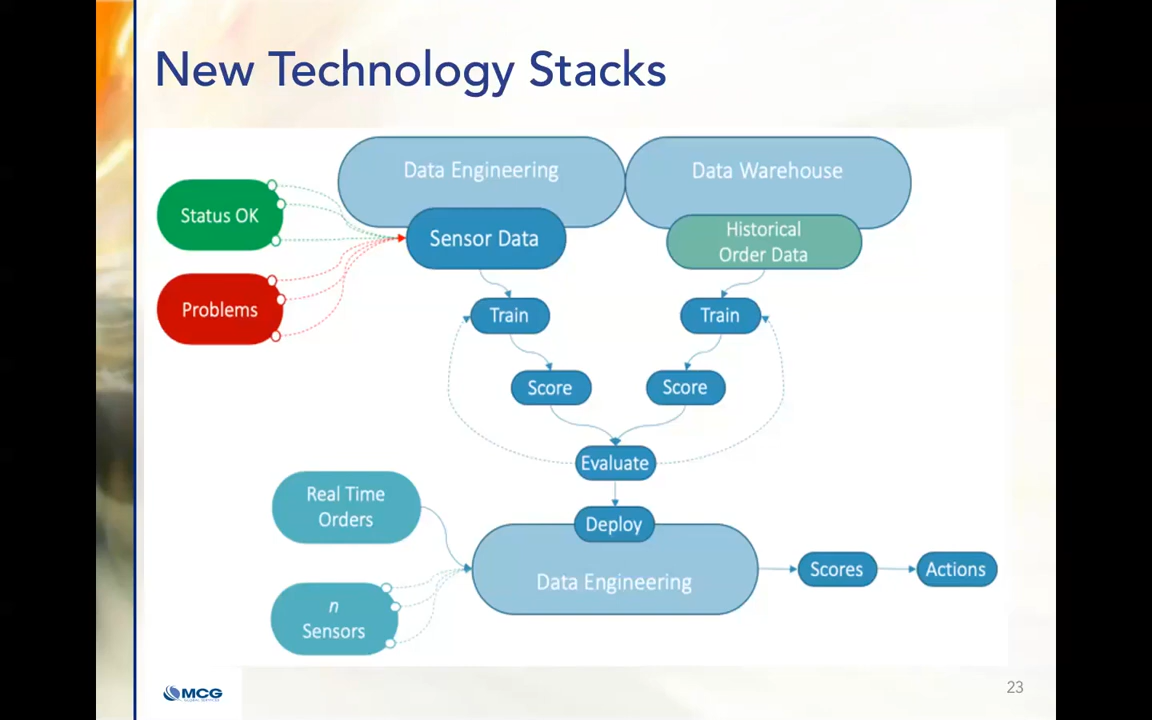 New Technology Stacks
Data Engineering
Data Warehouse
Status OK
Sensor Data
Historical
Order Data
Problems
Train
Train
Score
Score
Evaluate
Real Time
Orders
Deploy
Data Engineering
Scores
Actions
n
Sensors
MCG
23